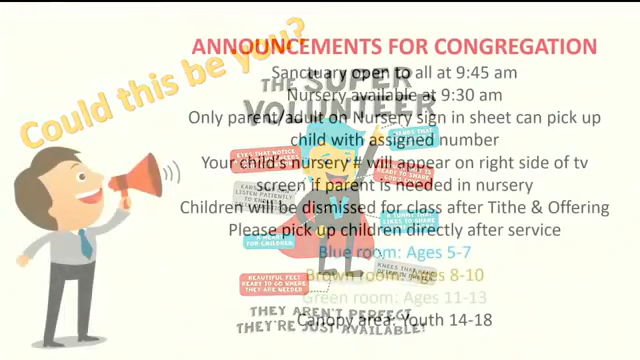 Could this be you?
ANNOUNCEMENTS FOR CONGREGATION
Sanctuary open to all at 9:45 am
Nursery available at 9:30 am
Only parent/adult on Nursery sign in sheet can pick up
child with assigned number
Your child's nursery # will appear on right side of tv
screen if parent is needed in nursery
Children will be dismissed for class after Tithe & Offering
Please pick up children directly after service
Blue room: Ages 5-7
Brown room: Ages 8-10
Green room: Ages 11-13
Canopy area: Youth 14-18
THE SUPER
VOLUNTEER
EYES THAT NOTICE
LISTEN PATIENTLY
FOR CHILDREN
BEAUTIFUL FEET
READY TO GO WHERE
THEY ARE NEEDED
HANDS THAT
READY TO SHARE
LIKES TO SHARE
KNEES THAT
THEY AREN'T PERFECT,
THEY'RE JUST AVAILABLE!